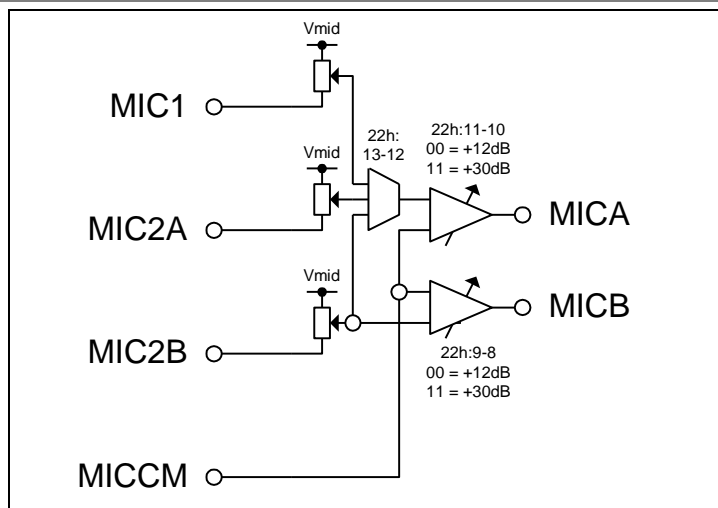 Vmid
MIC1
22h:
13-12
22h:11-10
00 = +12dB
11 = +30dB
Vmid
MIC2A
MICA
Vmid
MICB
MIC2B
22h:9-8
00 = +12dB
11 = +30dB
MICCM